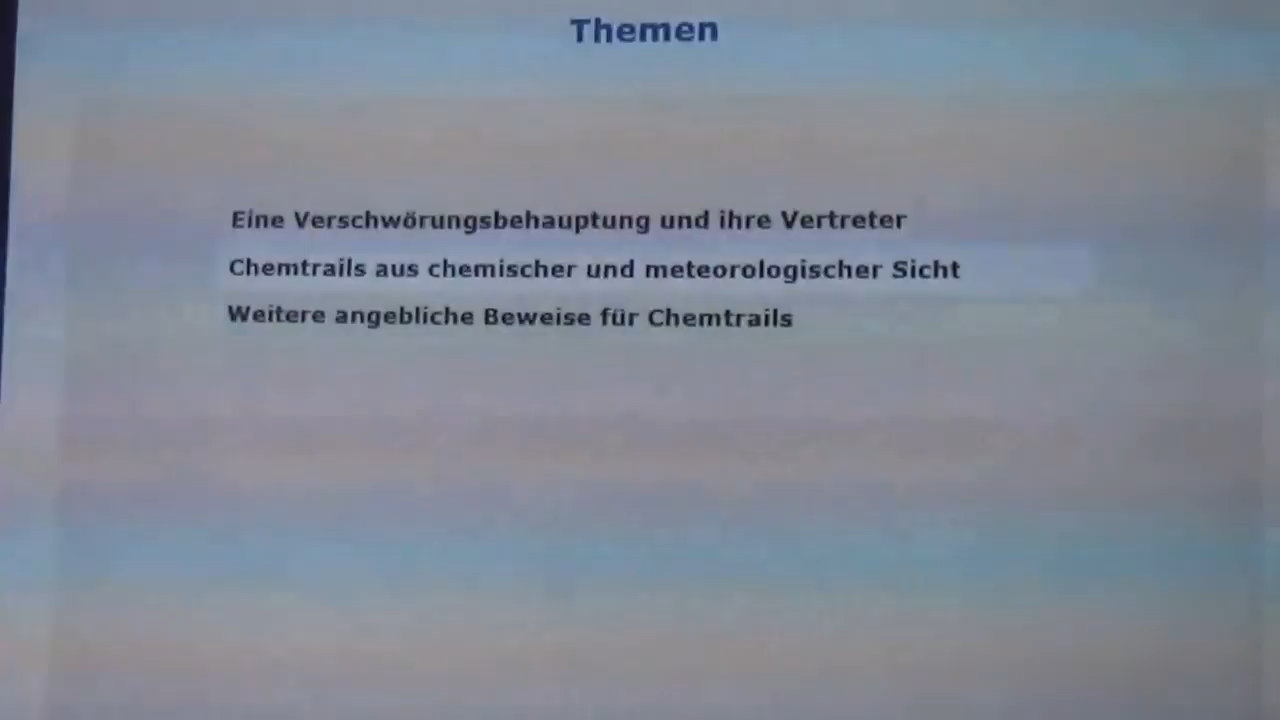 Themen
Eine Verschwörungsbehauptung und ihre Vertreter
Chemtrails aus chemischer und meteorologischer Sicht
Weitere angebliche Beweise für Chemtrails